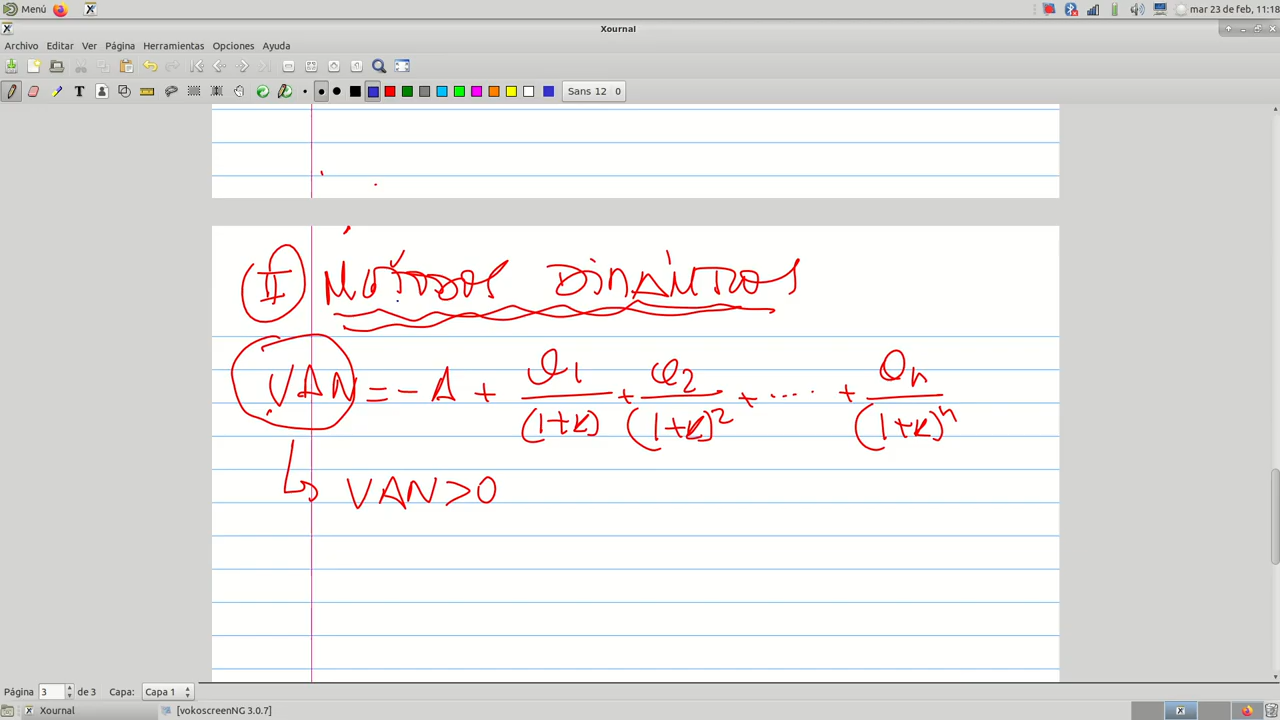 Menú
mar 23 de feb, 11:18
Xournal
Archivo Editar Ver Página Herramientas Opciones Ayuda
Sans 12 0
II MÉTODOS DINÁMICOS
VAN = - A + Q1/(1+k) + Q2/(1+k)^2 + .... + Qn/(1+k)^n
VAN > 0
Página 3 de 3 Capa: Capa 1
Xournal [vokoscreenNG 3.0.7]